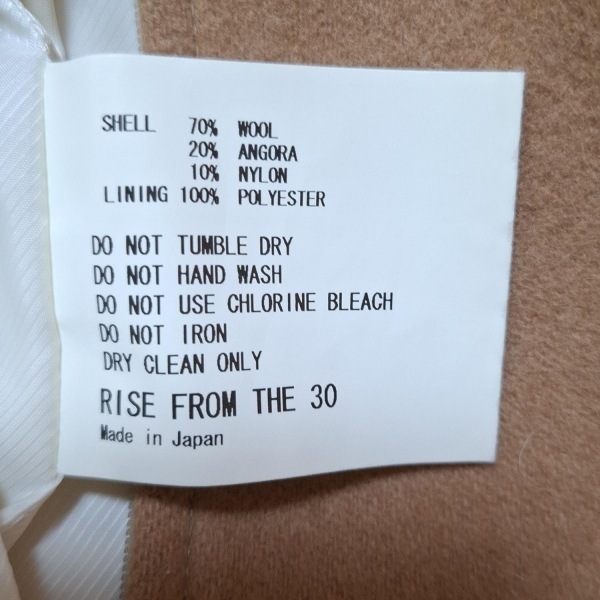 SHELL 70% WOOL
20% ANGORA
10% NYLON
LINING 100% POLYESTER
DO NOT TUMBLE DRY
DO NOT HAND WASH
DO NOT USE CHLORINE BLEACH
DO NOT IRON
DRY CLEAN ONLY
RISE FROM THE 30
Made in Japan